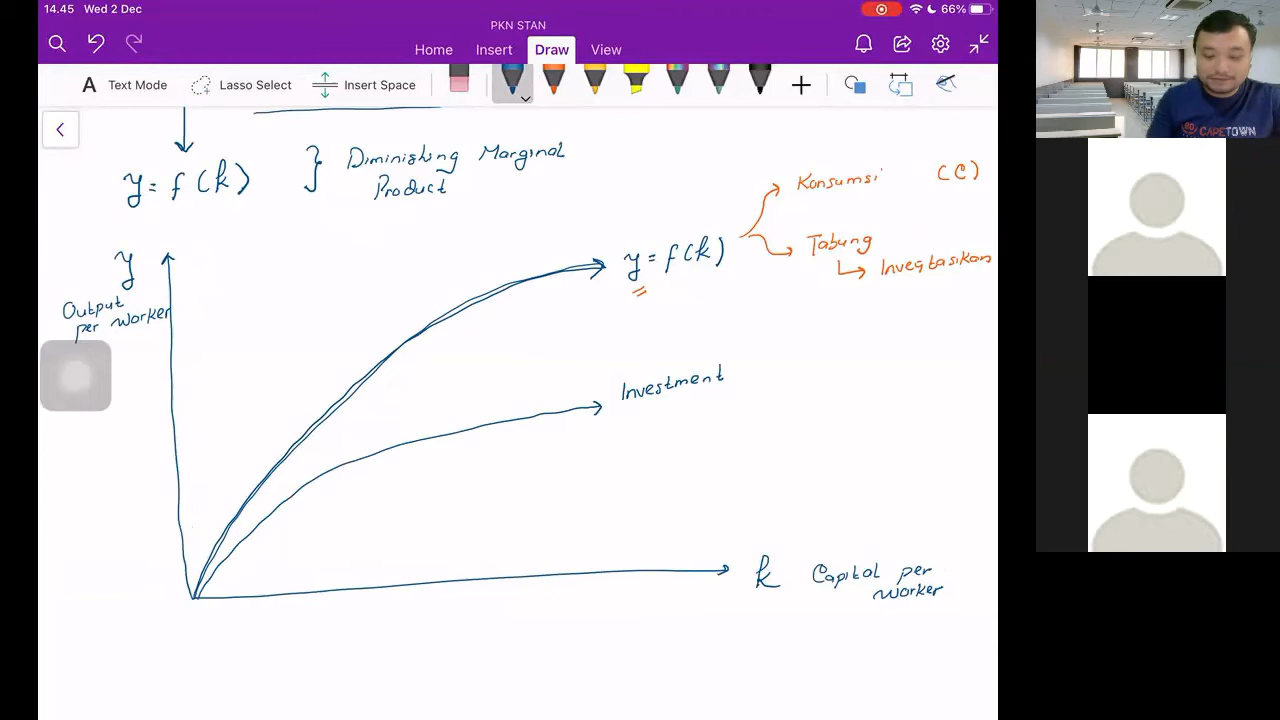 14.45 Wed 2 Dec
66%
PKN STAN
Home Insert Draw View
A Text Mode Lasso Select Insert Space
y = f(k) } Diminishing Marginal
Product
Konsumsi (C)
Tabung
Investasikan
y = f(k)
y
Output
per worker
Investment
k Capital per
worker
CAPETOWN